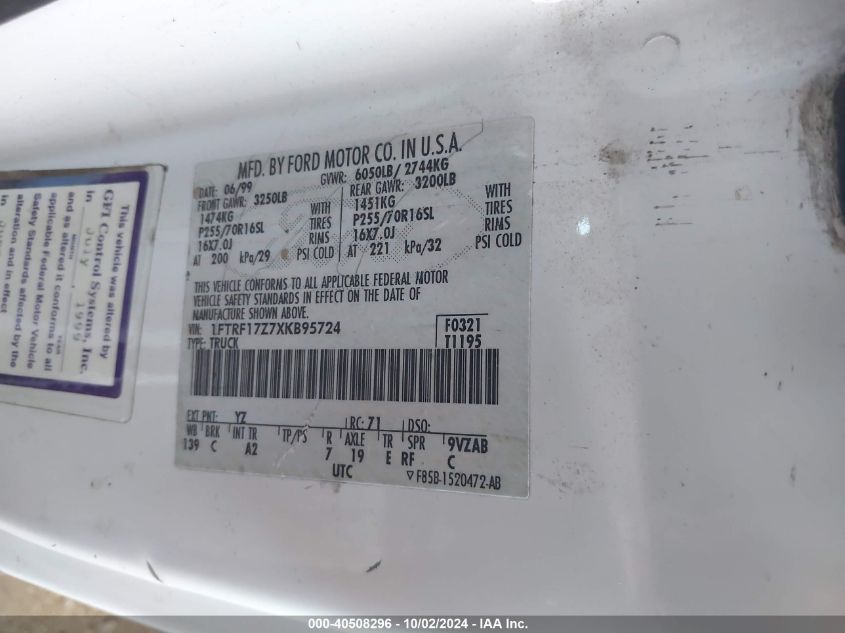 MFD. BY FORD MOTOR CO. IN U.S.A.
DATE: 06/99 GVWR: 6050LB/ 2744KG
FRONT GAWR: 3250LB REAR GAWR: 3200LB
1474KG WITH 1451KG WITH
P255/70R16SL TIRES P255/70R16SL TIRES
16X7.0J RIMS 16X7.0J RIMS
AT 200 kPa/29 PSI COLD AT 221 kPa/32 PSI COLD
THIS VEHICLE CONFORMS TO ALL APPLICABLE FEDERAL MOTOR
VEHICLE SAFETY STANDARDS IN EFFECT ON THE DATE OF
MANUFACTURE SHOWN ABOVE.
VIN: 1FTRF17Z7XKB95724 F0321
TYPE: TRUCK T1195
EXT PNT: YZ RC: 71 DSO:
WB BRK INT TR TP/PS R AXLE TR SPR 9VZAB
139 C A2 7 19 E RF C
UTC ▽F85B-1520472-AB
This vehicle was altered by
GFI Control Systems, Inc.
in July 1999
MONTH YEAR
and as altered it conforms to all
applicable Federal Motor Vehicle
Safety Standards affected by the
alteration and in effect
in
000-40508296 - 10/02/2024 - IAA Inc.